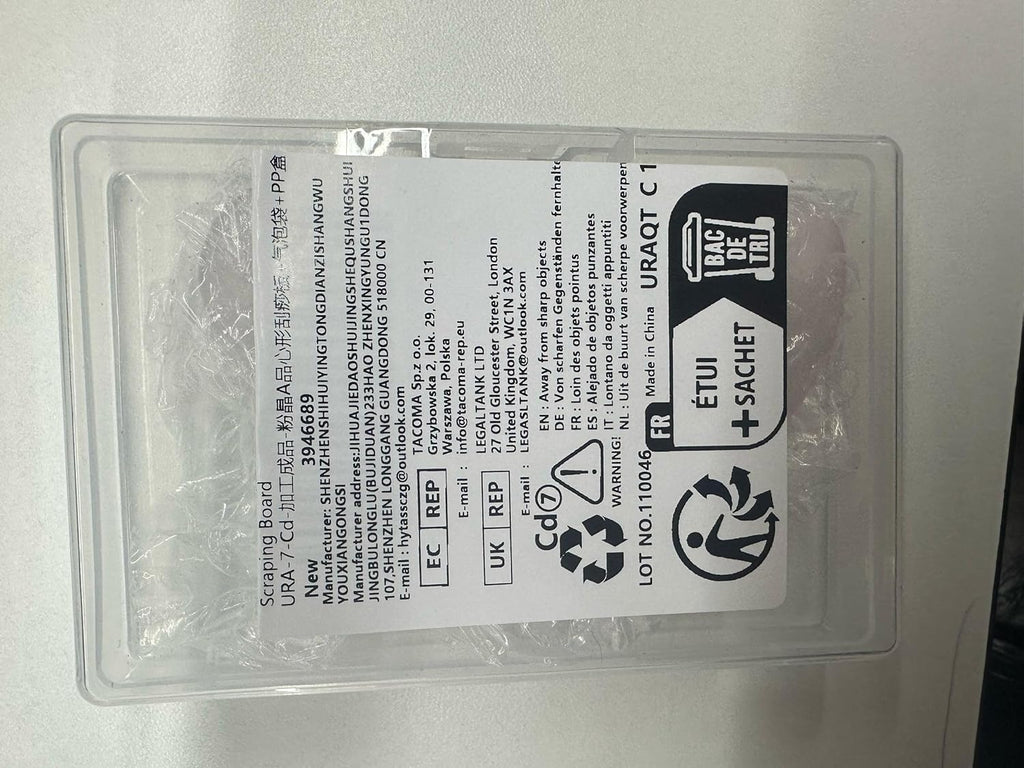 Scraping Board
URA-7-Cd-加工成品-粉晶A品心形刮痧板-气泡袋+PP盒
New 3946689
Manufacturer: SHENZHENSHIHUIYINGTONGDIANZISHANGWU
YOUXIANGONGSI
Manufacturer address:JIHUAJIEDAOSHUIJINGSHEQUSHANGSHUI
JINGBULONGLU(BUJIDUAN)233HAO ZHENXINGYUNGU1DONG
107,SHENZHEN LONGGANG GUANGDONG 518000 CN
E-mail : hytassczg@outlook.com
EC REP
TACOMA Sp.z o.o.
Grzybowska 2, lok. 29, 00-131
Warszawa, Polska
E-mail : info@tacoma-rep.eu
UK REP
LEGALTANK LTD
27 Old Gloucester Street, London
United Kingdom, WC1N 3AX
E-mail : LEGASLTANK@outlook.com
Cd⑦
WARNING:
EN : Away from sharp objects
DE : Von scharfen Gegenständen fernhalte
FR : Loin des objets pointus
ES : Alejado de objetos punzantes
IT : Lontano da oggetti appuntiti
NL : Uit de buurt van scherpe voorwerpen
LOT NO.110046 Made in China URAQT C 1
FR
ÉTUI
+ SACHET
BAC
DE
TRI